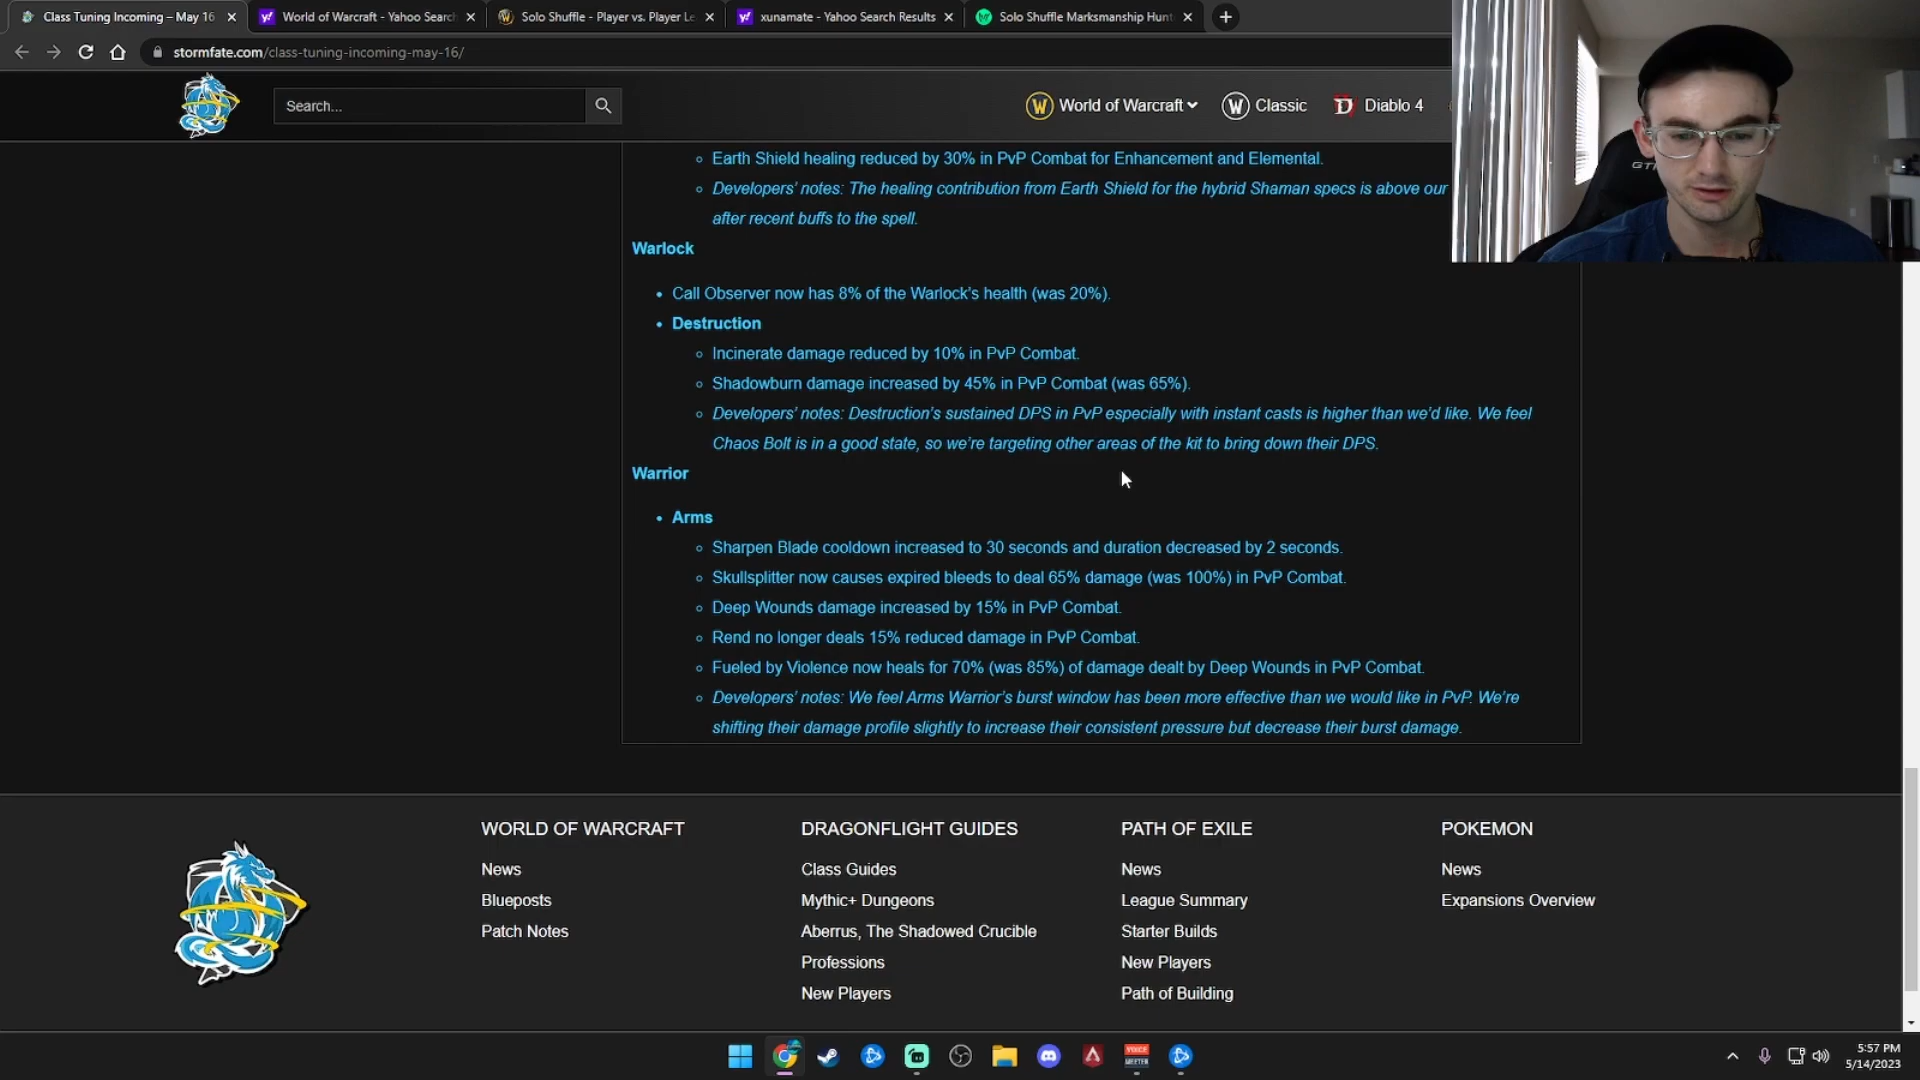 Class Tuning Incoming – May 16
World of Warcraft - Yahoo Search
Solo Shuffle - Player vs. Player Le
xunamate - Yahoo Search Results
Solo Shuffle Marksmanship Hunt
stormfate.com/class-tuning-incoming-may-16/
Search...
World of Warcraft
Classic
Diablo 4
Earth Shield healing reduced by 30% in PvP Combat for Enhancement and Elemental.
Developers’ notes: The healing contribution from Earth Shield for the hybrid Shaman specs is above our
after recent buffs to the spell.
Warlock
Call Observer now has 8% of the Warlock’s health (was 20%).
Destruction
Incinerate damage reduced by 10% in PvP Combat.
Shadowburn damage increased by 45% in PvP Combat (was 65%).
Developers’ notes: Destruction’s sustained DPS in PvP especially with instant casts is higher than we’d like. We feel
Chaos Bolt is in a good state, so we’re targeting other areas of the kit to bring down their DPS.
Warrior
Arms
Sharpen Blade cooldown increased to 30 seconds and duration decreased by 2 seconds.
Skullsplitter now causes expired bleeds to deal 65% damage (was 100%) in PvP Combat.
Deep Wounds damage increased by 15% in PvP Combat.
Rend no longer deals 15% reduced damage in PvP Combat.
Fueled by Violence now heals for 70% (was 85%) of damage dealt by Deep Wounds in PvP Combat.
Developers’ notes: We feel Arms Warrior’s burst window has been more effective than we would like in PvP. We’re
shifting their damage profile slightly to increase their consistent pressure but decrease their burst damage.
WORLD OF WARCRAFT
News
Blueposts
Patch Notes
DRAGONFLIGHT GUIDES
Class Guides
Mythic+ Dungeons
Aberrus, The Shadowed Crucible
Professions
New Players
PATH OF EXILE
News
League Summary
Starter Builds
New Players
Path of Building
POKEMON
News
Expansions Overview
VOICE
MEETER
5:57 PM
5/14/2023